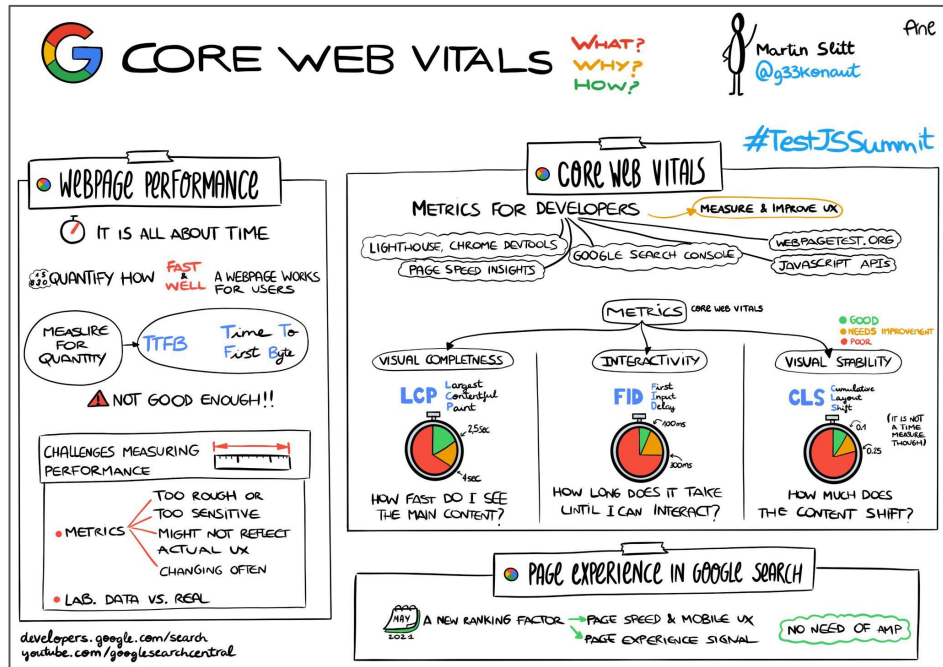 G CORE WEB VITALS
WHAT?
WHY?
HOW?
Martin Slitt
@g33konaut
Ane
#TestJSSummit
WEBPAGE PERFORMANCE
IT IS ALL ABOUT TIME
QUANTIFY HOW FAST & WELL A WEBPAGE WORKS FOR USERS
MEASURE
FOR
QUANTITY
TTFB
Time To
First Byte
NOT GOOD ENOUGH!!
CHALLENGES MEASURING
PERFORMANCE
METRICS
TOO ROUGH OR
TOO SENSITIVE
MIGHT NOT REFLECT
ACTUAL UX
CHANGING OFTEN
LAB. DATA VS. REAL
developers.google.com/search
youtube.com/googlesearchcentral
CORE WEB VITALS
METRICS FOR DEVELOPERS
MEASURE & IMPROVE UX
LIGHTHOUSE, CHROME DEVTOOLS
PAGE SPEED INSIGHTS
GOOGLE SEARCH CONSOLE
WEBPAGETEST.ORG
JAVASCRIPT APIs
METRICS
CORE WEB VITALS
GOOD
NEEDS IMPROVEMENT
POOR
VISUAL COMPLETNESS
LCP
Largest
Contentful
Paint
2,5sec
4sec
HOW FAST DO I SEE
THE MAIN CONTENT?
INTERACTIVITY
FID
First
Input
Delay
100ms
300ms
HOW LONG DOES IT TAKE
UNTIL I CAN INTERACT?
VISUAL STABILITY
CLS
Cumulative
Layout
Shift
(IT IS NOT
A TIME
MEASURE
THOUGH)
0.1
0.25
HOW MUCH DOES
THE CONTENT SHIFT?
PAGE EXPERIENCE IN GOOGLE SEARCH
MAY
2021
A NEW RANKING FACTOR
PAGE SPEED & MOBILE UX
PAGE EXPERIENCE SIGNAL
NO NEED OF AMP